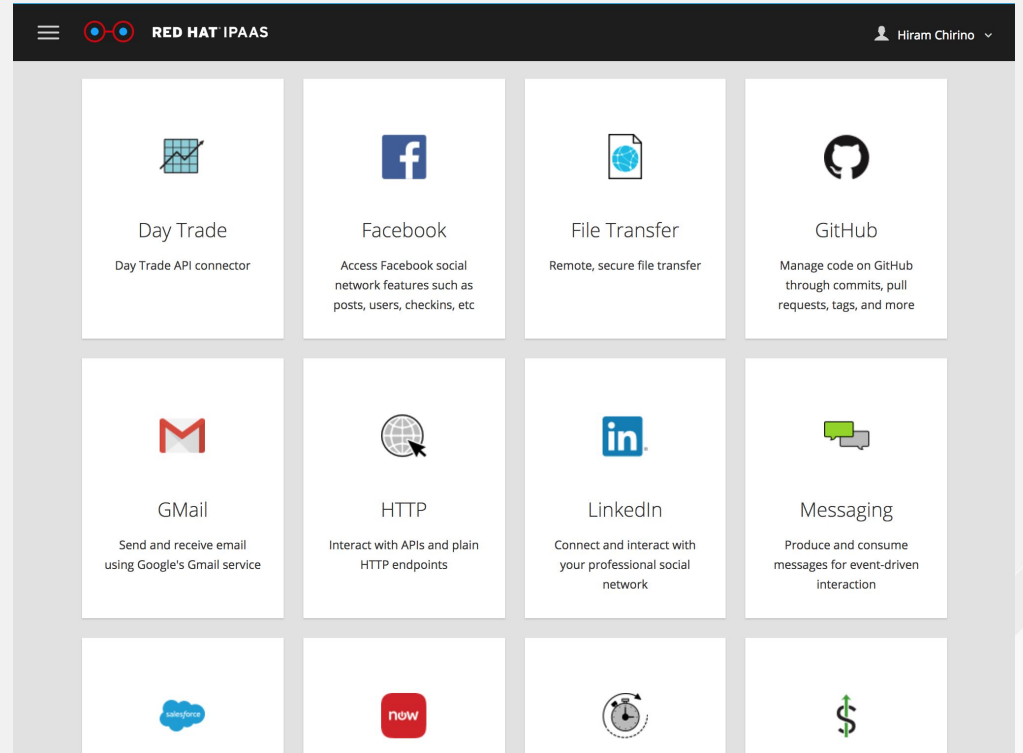 RED HAT® IPAAS
Hiram Chirino
Day Trade
Day Trade API connector
Facebook
Access Facebook social
network features such as
posts, users, checkins, etc
File Transfer
Remote, secure file transfer
GitHub
Manage code on GitHub
through commits, pull
requests, tags, and more
GMail
Send and receive email
using Google's Gmail service
HTTP
Interact with APIs and plain
HTTP endpoints
in
LinkedIn
Connect and interact with
your professional social
network
Messaging
Produce and consume
messages for event-driven
interaction
salesforce
now